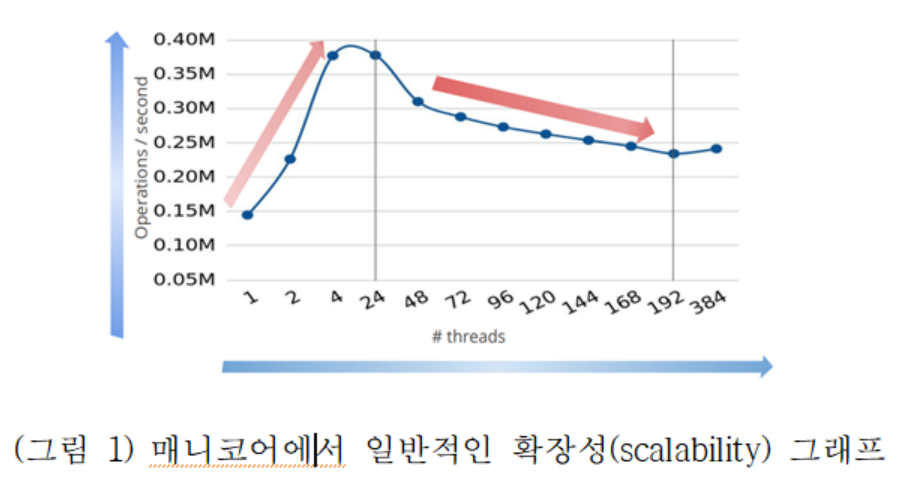 0.40M
0.35M
0.30M
0.25M
0.20M
0.15M
0.10M
0.05M
Operations / second
1 2 4 24 48 72 96 120 144 168 192 384
# threads
(그림 1) 매니코어에서 일반적인 확장성(scalability) 그래프